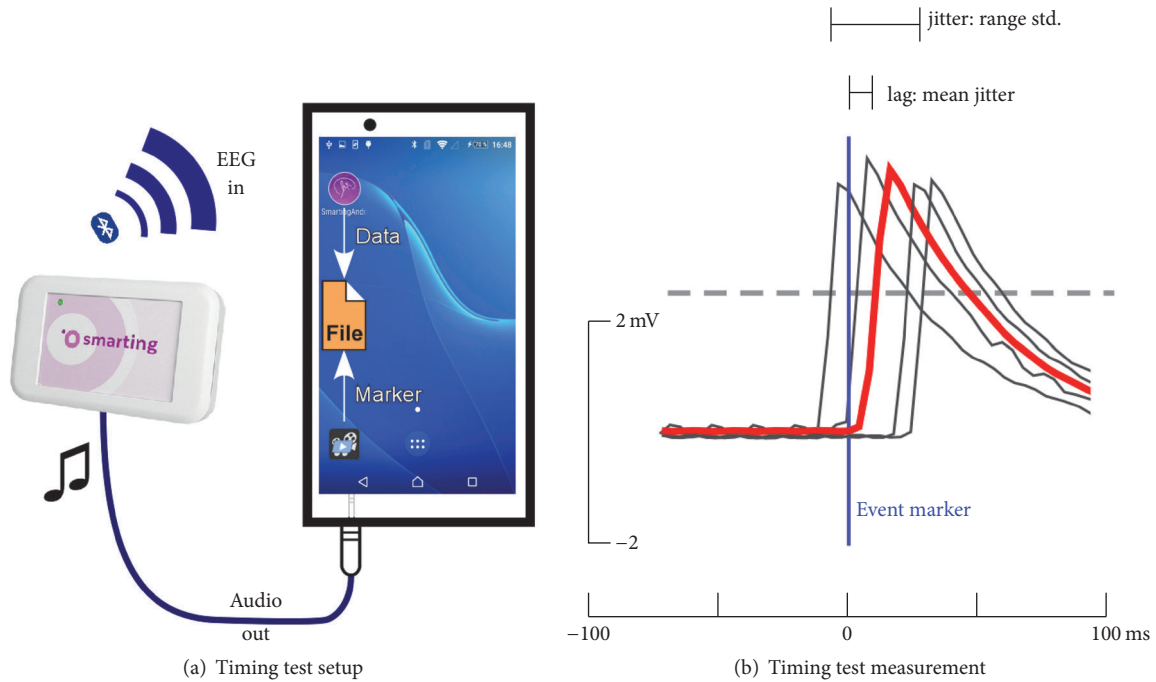 EEG
in
16:48
SmartingAndr
Data
File
Marker
smarting
Audio
out
(a) Timing test setup
jitter: range std.
lag: mean jitter
2 mV
Event marker
−2
−100
0
100 ms
(b) Timing test measurement